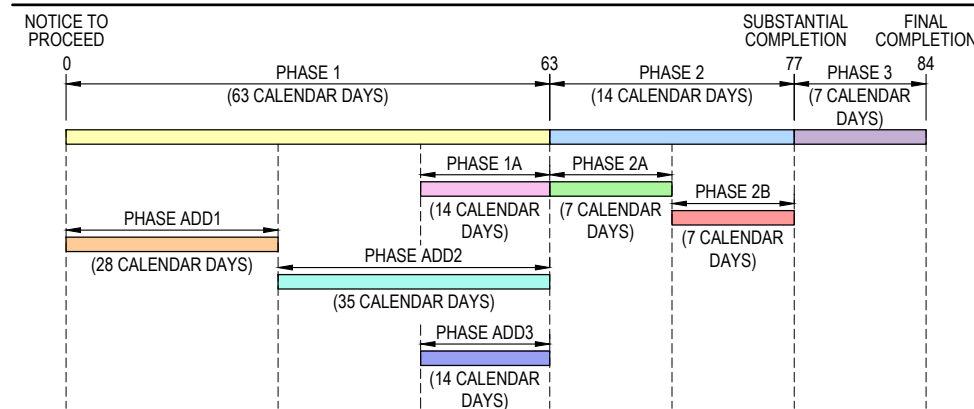 NOTICE TO
PROCEED
SUBSTANTIAL
COMPLETION
FINAL
COMPLETION
0
PHASE 1
63
PHASE 2
77
PHASE 3
84
(63 CALENDAR DAYS)
(14 CALENDAR DAYS)
(7 CALENDAR
DAYS)
PHASE 1A
(14 CALENDAR
DAYS)
PHASE 2A
(7 CALENDAR
DAYS)
PHASE 2B
(7 CALENDAR
DAYS)
PHASE ADD1
(28 CALENDAR DAYS)
PHASE ADD2
(35 CALENDAR DAYS)
PHASE ADD3
(14 CALENDAR
DAYS)